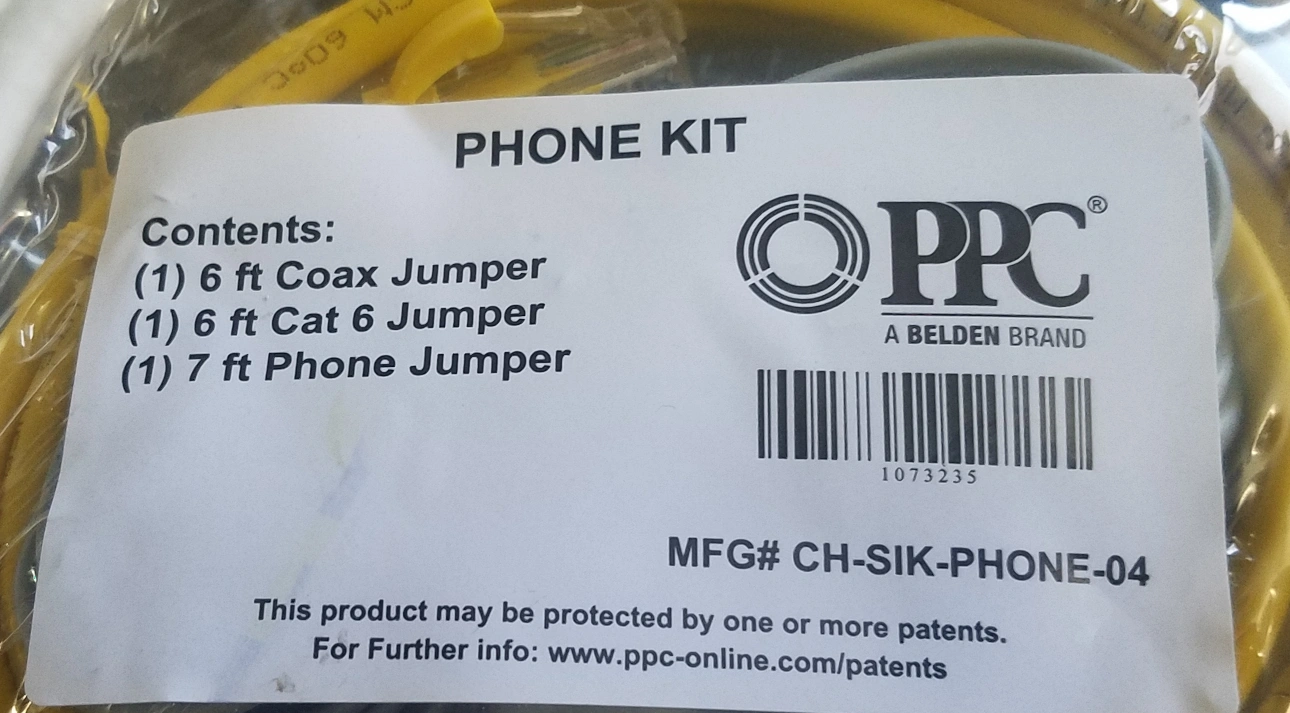 PHONE KIT
Contents:
(1) 6 ft Coax Jumper
(1) 6 ft Cat 6 Jumper
(1) 7 ft Phone Jumper
PPC®
A BELDEN BRAND
1073235
MFG# CH-SIK-PHONE-04
This product may be protected by one or more patents.
For Further info: www.ppc-online.com/patents